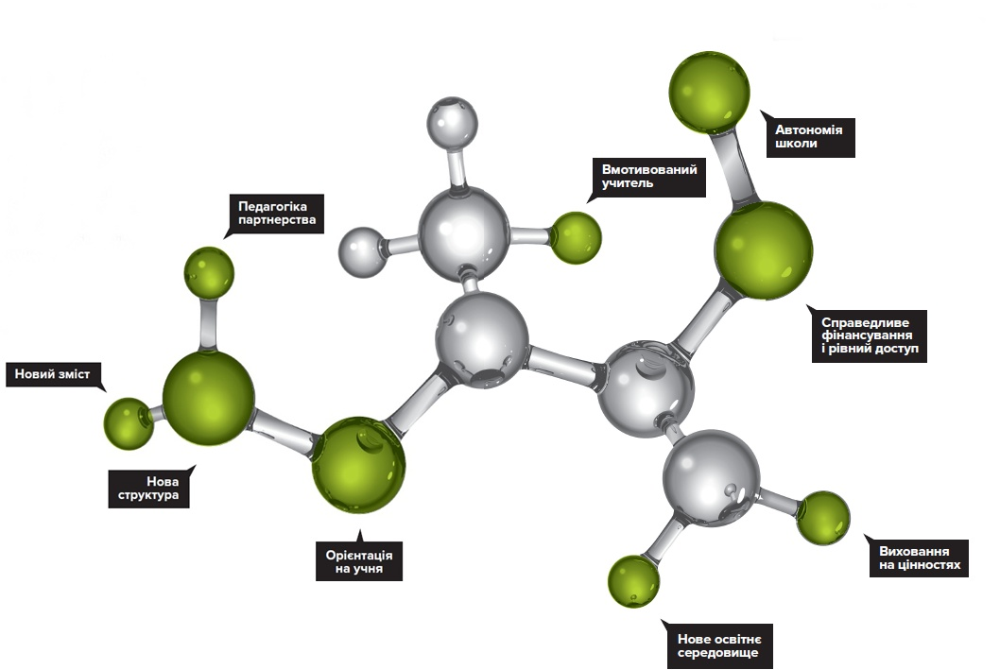 Автономія
школи
Вмотивований
учитель
Педагогіка
партнерства
Справедливе
фінансування
і рівний доступ
Новий зміст
Нова
структура
Орієнтація
на учня
Виховання
на цінностях
Нове освітнє
середовище